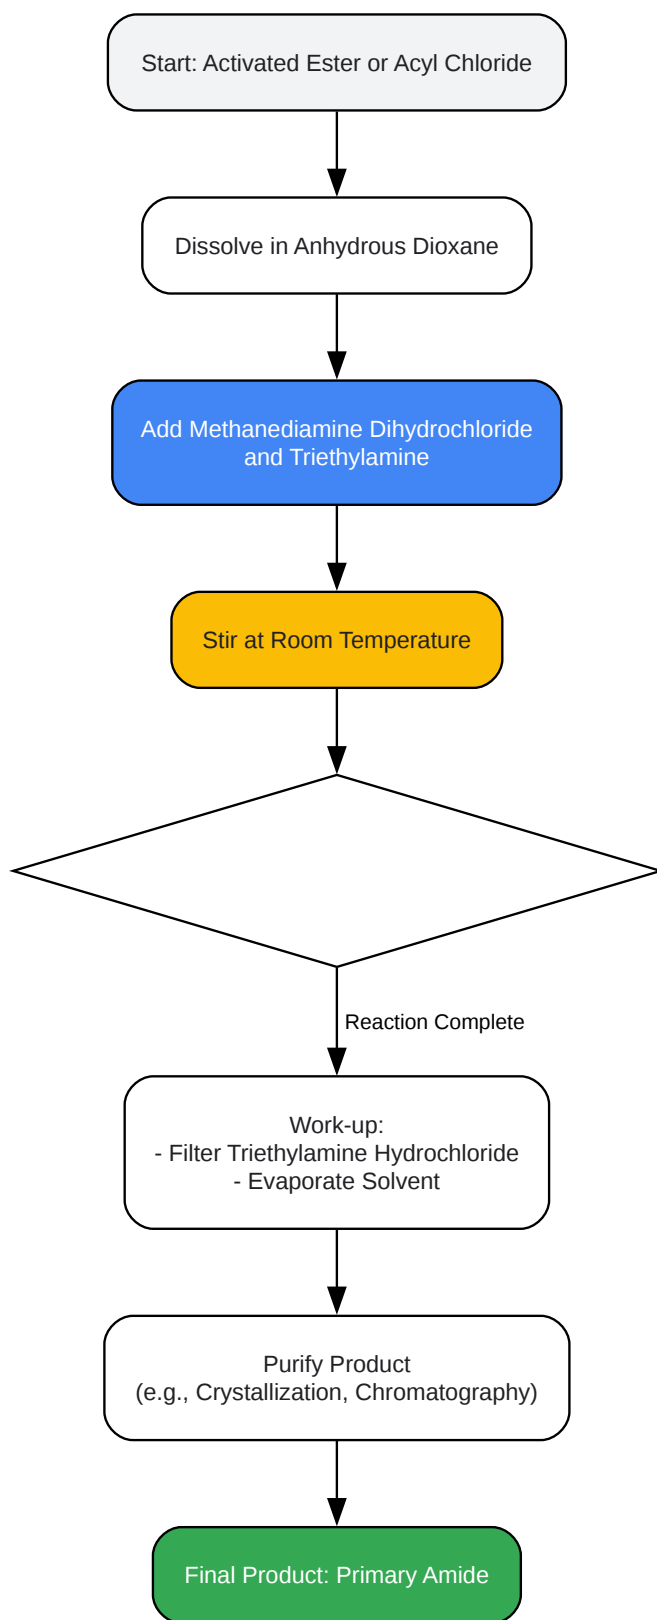 Start: Activated Ester or Acyl Chloride
Dissolve in Anhydrous Dioxane
Add Methanediamine Dihydrochloride
and Triethylamine
Stir at Room Temperature
Reaction Complete
Work-up:
- Filter Triethylamine Hydrochloride
- Evaporate Solvent
Purify Product
(e.g., Crystallization, Chromatography)
Final Product: Primary Amide